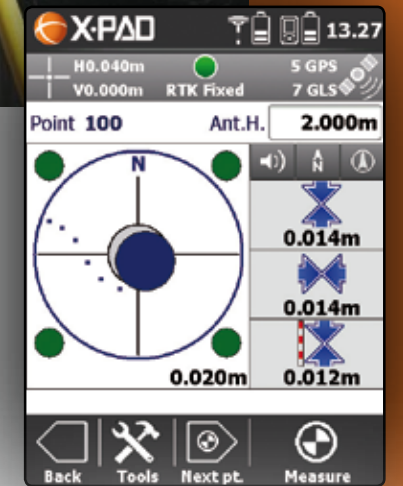 X-PAD 13.27
H0.040m 5 GPS
V0.000m RTK Fixed 7 GLS
Point 100 Ant.H. 2.000m
N
N
0.014m
0.014m
0.020m 0.012m
Back Tools Next pt. Measure